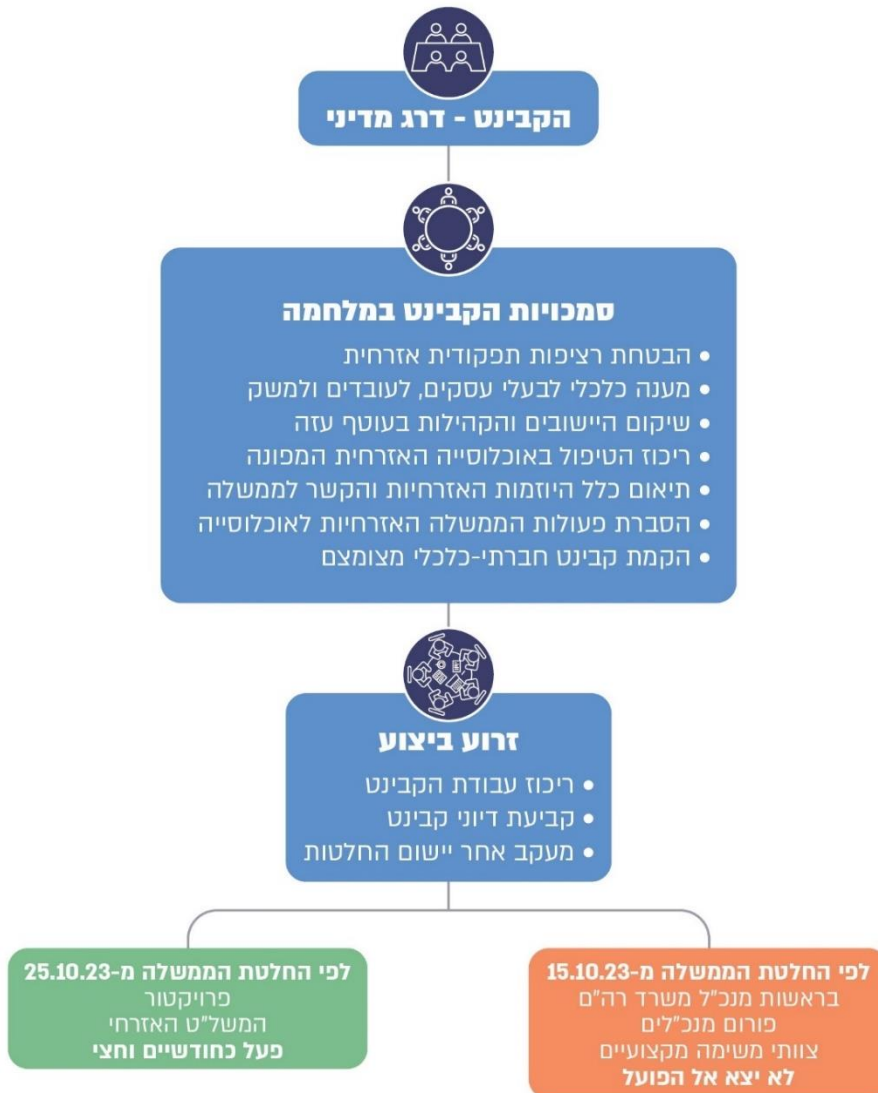 הקבינט - דרג מדיני
סמכויות הקבינט במלחמה
• הבטחת רציפות תפקודית אזרחית
• מענה כלכלי לבעלי עסקים, לעובדים ולמשק
• שיקום היישובים והקהילות בעוטף עזה
• ריכוז הטיפול באוכלוסייה האזרחית המפונה
• תיאום כלל היוזמות האזרחיות והקשר לממשלה
• הסברת פעולות הממשלה האזרחיות לאוכלוסייה
• הקמת קבינט חברתי-כלכלי מצומצם
זרוע ביצוע
• ריכוז עבודת הקבינט
• קביעת דיוני קבינט
• מעקב אחר יישום החלטות
לפי החלטת הממשלה מ-15.10.23
בראשות מנכ"ל משרד רה"ם
פורום מנכ"לים
צוותי משימה מקצועיים
לא יצא אל הפועל
לפי החלטת הממשלה מ-25.10.23
פרויקטור
המשל"ט האזרחי
פעל כחודשיים וחצי